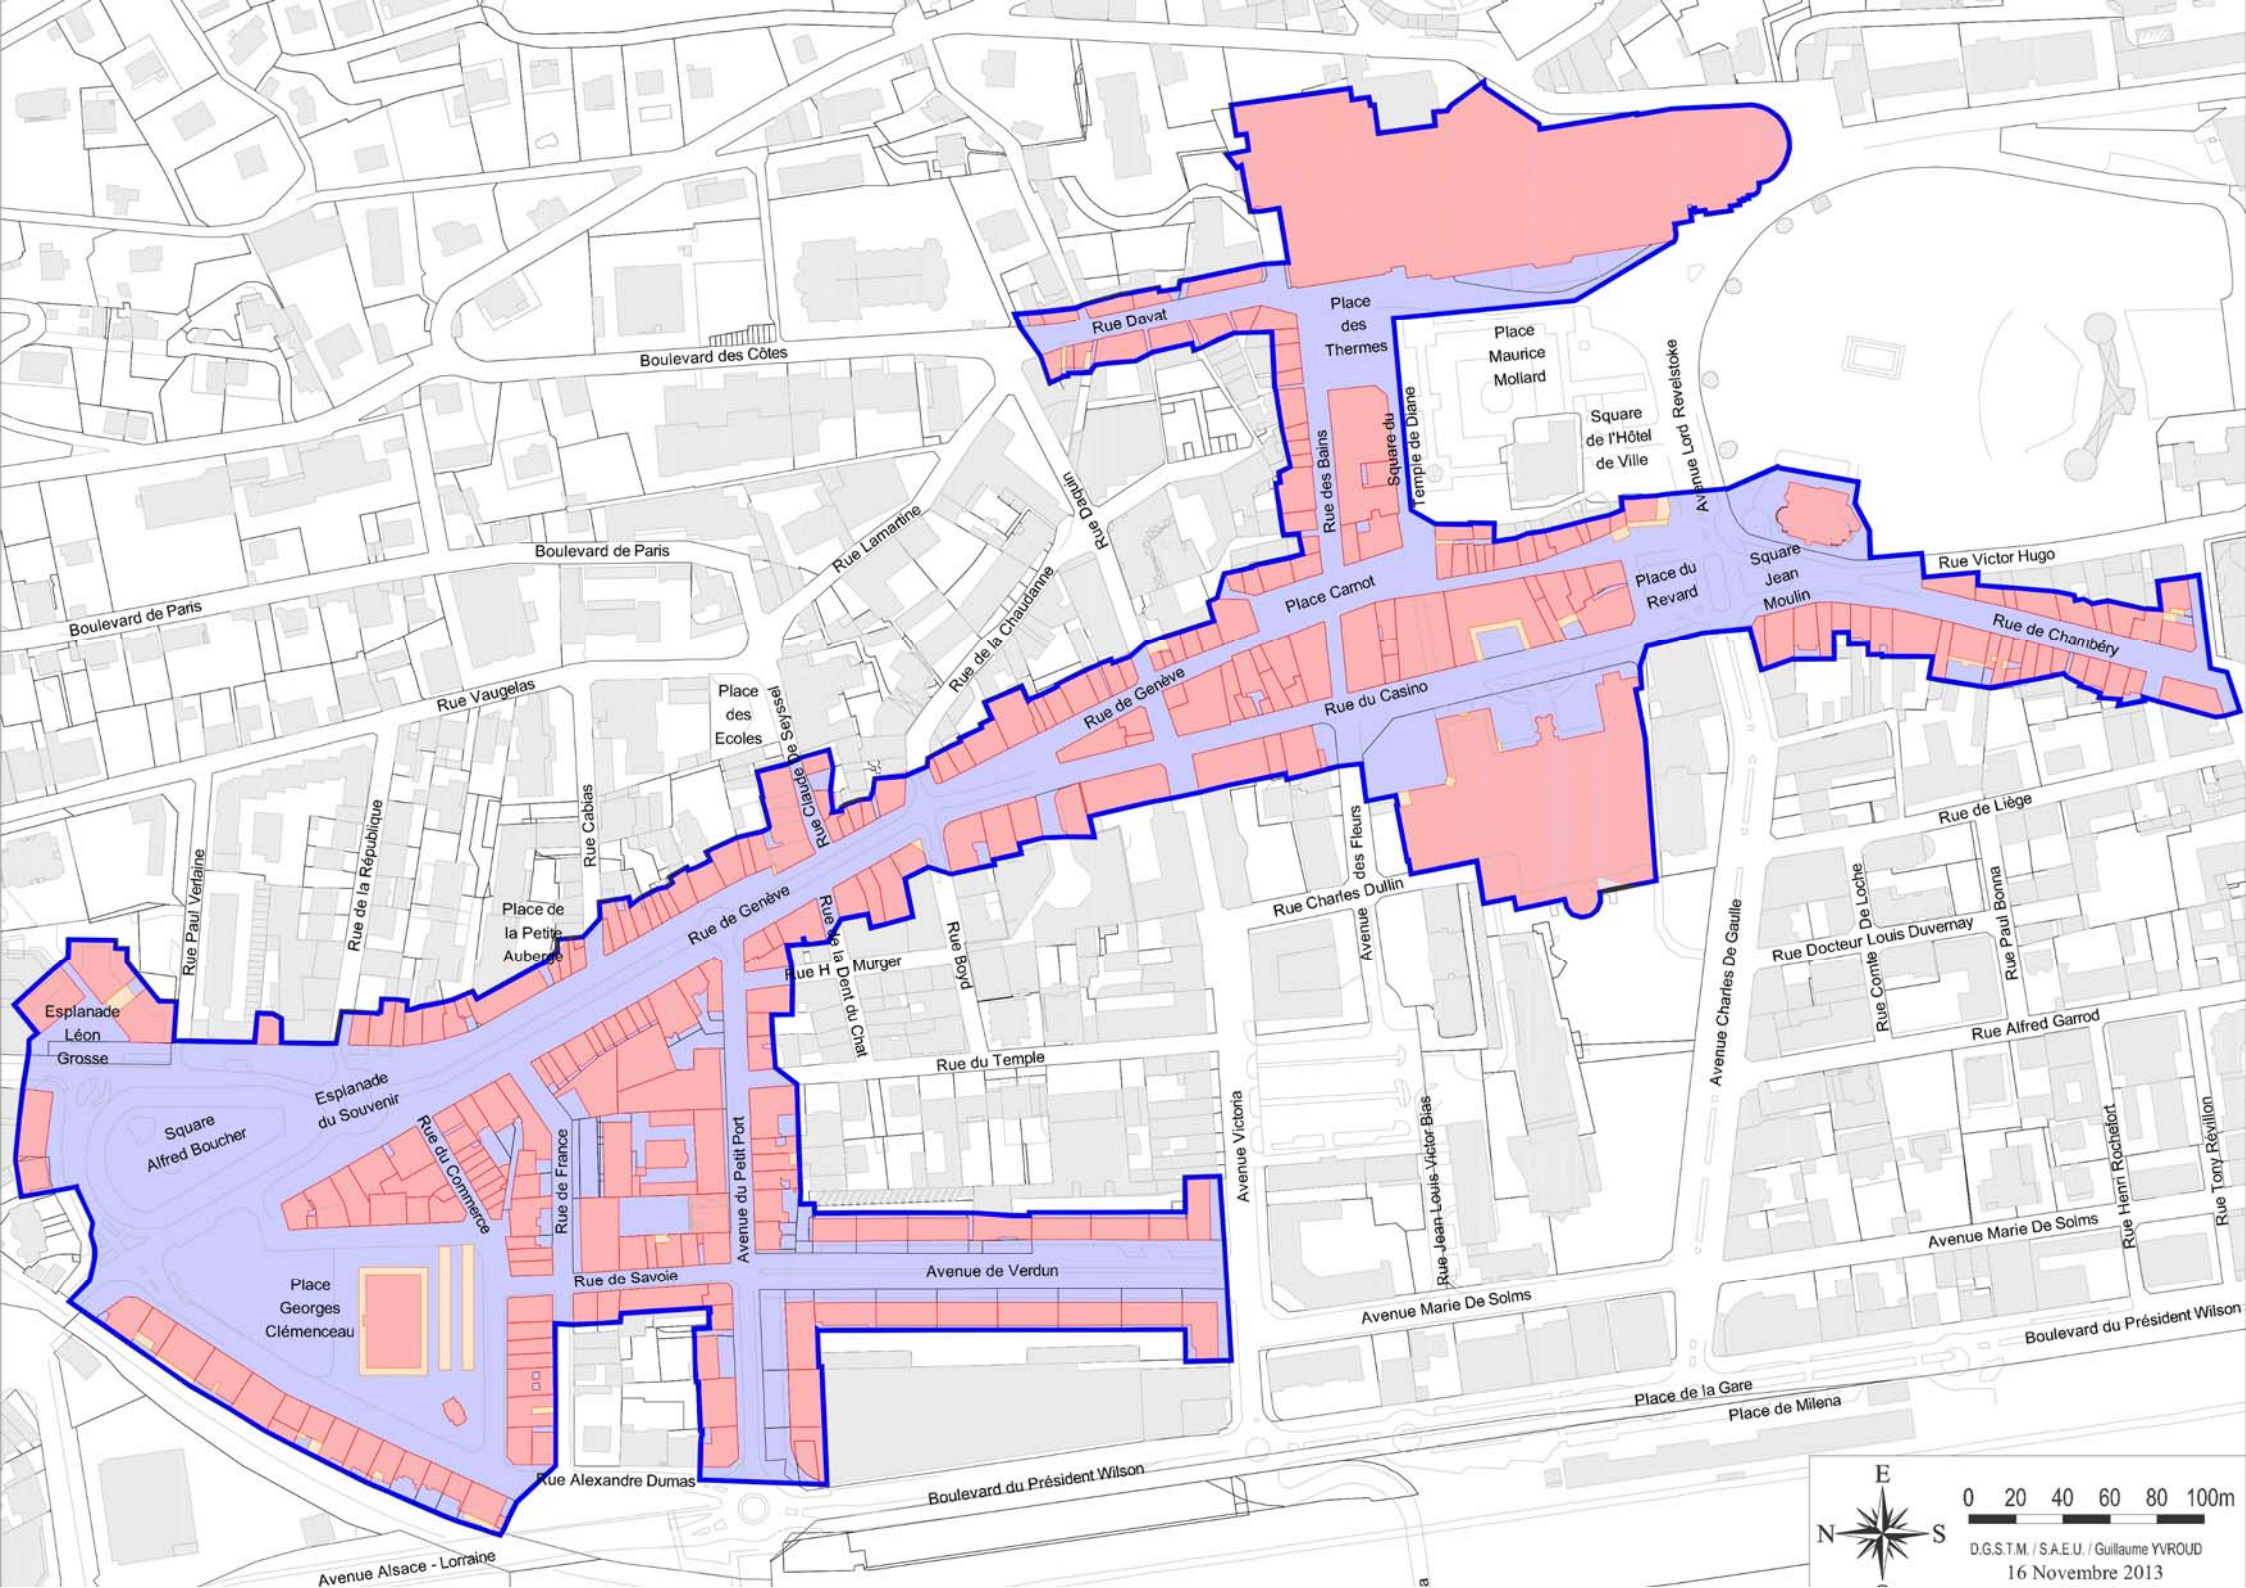 Place
des
Thermes
Rue Davat
Place
Maurice
Mollard
Boulevard des Côtes
Square
de l'Hôtel
de Ville
Avenue Lord Revelstoke
Square du
Temple de Diane
Rue des Bains
Rue Daquin
Rue Lamartine
Boulevard de Paris
Boulevard de Paris
Rue de la Chaudanne
Place Carnot
Place du
Revard
Square
Jean
Moulin
Rue Victor Hugo
Rue de Chambéry
Rue Vaugelas
Place
des
Ecoles
Rue Claude De Seyssel
Rue de Genève
Rue du Casino
Rue Cabias
Rue de la République
Rue Paul Verlaine
Rue de Liège
Avenue des Fleurs
Rue Charles Dullin
Rue Comte De Loche
Rue Paul Bonna
Rue Docteur Louis Duvernay
Place de
la Petite
Auberge
Rue de Genève
Rue de la Dent du Chat
Rue H Murger
Rue Boyd
Avenue Charles De Gaulle
Esplanade
Léon
Grosse
Rue Alfred Garrod
Rue du Temple
Esplanade
du Souvenir
Square
Alfred Boucher
Rue du Commerce
Rue de France
Avenue du Petit Port
Avenue Victoria
Rue Jean Louis Victor Bias
Rue Henri Rochefort
Rue Tony Révillon
Avenue Marie De Solms
Rue de Savoie
Avenue de Verdun
Place
Georges
Clémenceau
Avenue Marie De Solms
Boulevard du Président Wilson
Place de la Gare
Place de Milena
Rue Alexandre Dumas
Boulevard du Président Wilson
Avenue Alsace - Lorraine
E
N
S
0 20 40 60 80 100m
D.G.S.T.M. / S.A.E.U. / Guillaume YVROUD
16 Novembre 2013